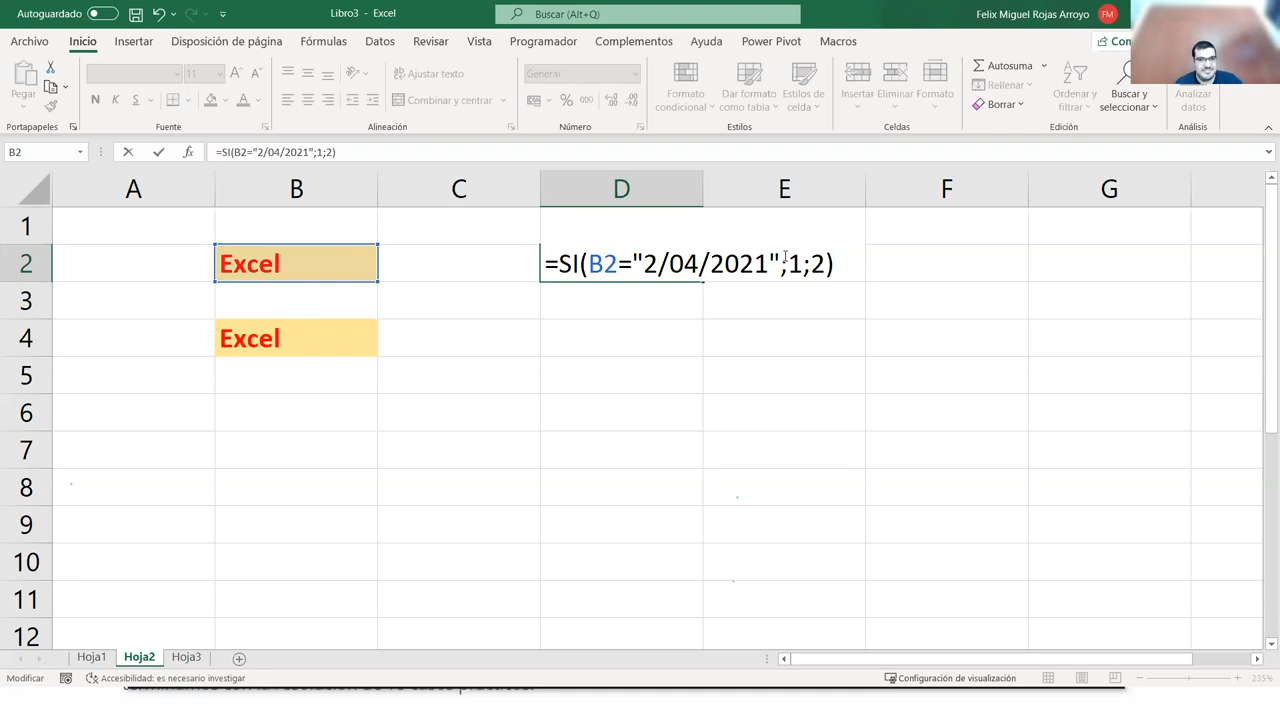 Autoguardado
Libro3 - Excel
Buscar (Alt+Q)
Felix Miguel Rojas Arroyo FM
Archivo Inicio Insertar Disposición de página Fórmulas Datos Revisar Vista Programador Complementos Ayuda Power Pivot Macros
Pegar
11
Ajustar texto
General
Combinar y centrar
N K S
% 000
Formato condicional
Dar formato como tabla
Estilos de celda
Insertar Eliminar Formato
Autosuma
Rellenar
Borrar
Ordenar y filtrar
Buscar y seleccionar
Analizar datos
Portapapeles Fuente Alineación Número Estilos Celdas Edición Análisis
B2 fx =SI(B2="2/04/2021";1;2)
A B C D E F G
1
2 Excel =SI(B2="2/04/2021";1;2)
3
4 Excel
5
6
7
8
9
10
11
12
Hoja1 Hoja2 Hoja3
Modificar Accesibilidad: es necesario investigar Configuración de visualización 235%